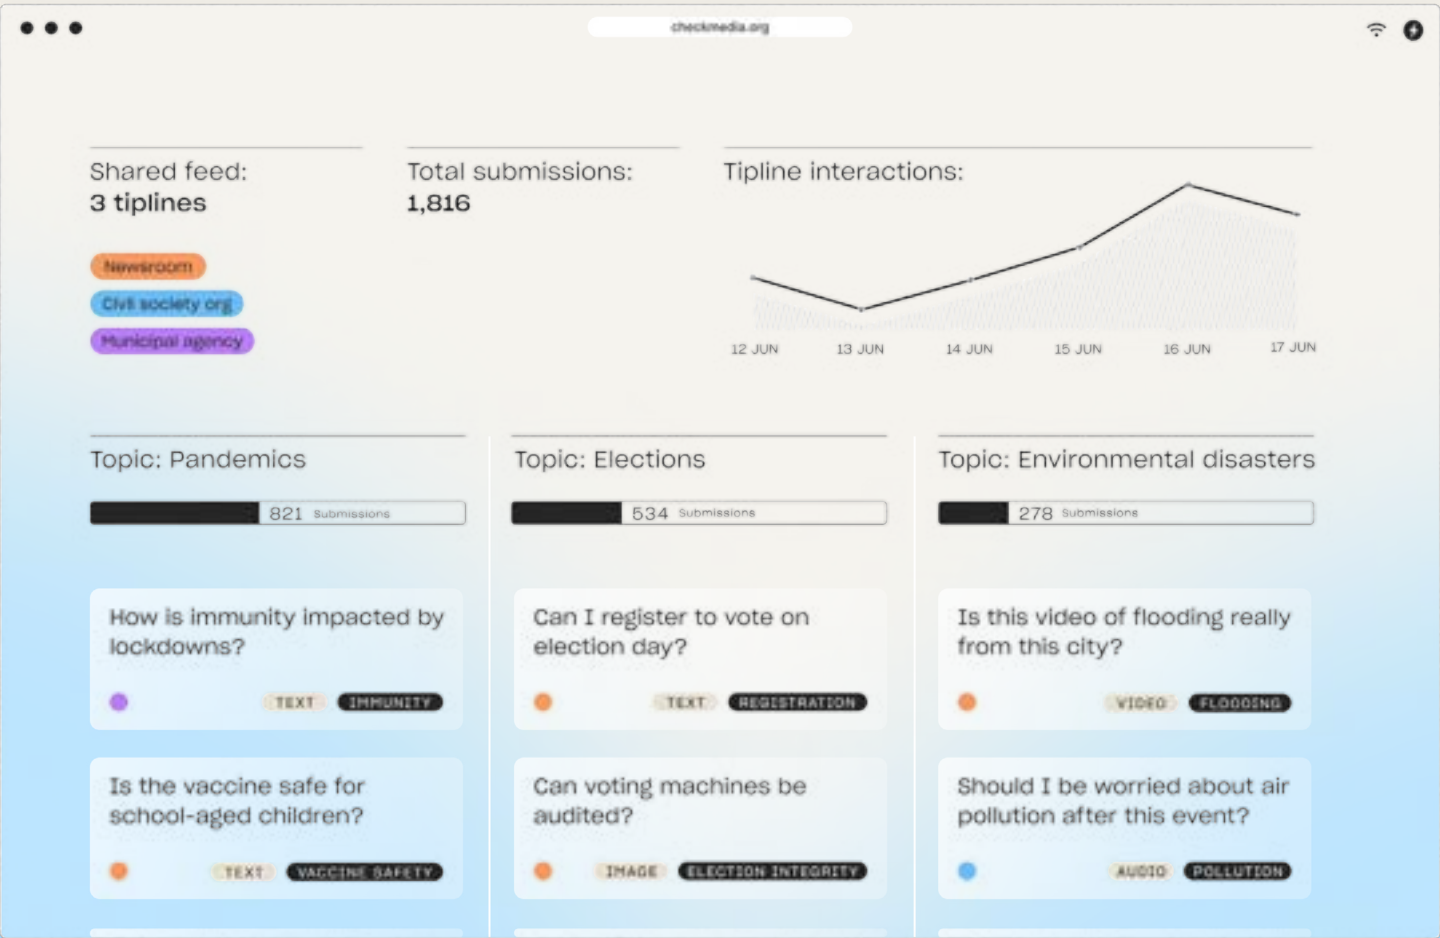 checkmedia.org
Shared feed:
3 tiplines
Newsroom
Civil society org
Municipal agency
Total submissions:
1,816
Tipline interactions:
12 JUN
13 JUN
14 JUN
15 JUN
16 JUN
17 JUN
Topic: Pandemics
821 Submissions
How is immunity impacted by
lockdowns?
TEXT IMMUNITY
Is the vaccine safe for
school-aged children?
TEXT VACCINE SAFETY
Topic: Elections
534 Submissions
Can I register to vote on
election day?
TEXT REGISTRATION
Can voting machines be
audited?
IMAGE ELECTION INTEGRITY
Topic: Environmental disasters
278 Submissions
Is this video of flooding really
from this city?
VIDEO FLOODING
Should I be worried about air
pollution after this event?
AUDIO POLLUTION